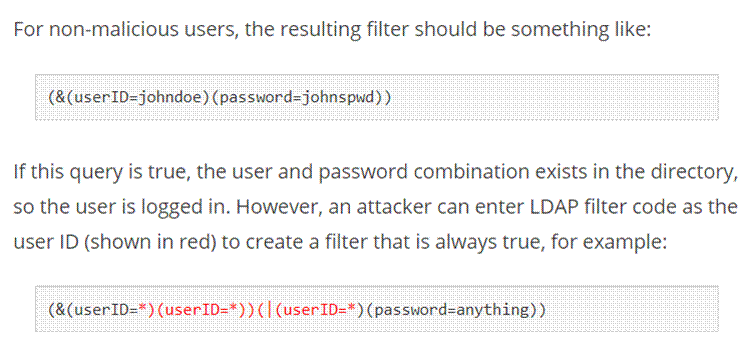 For non-malicious users, the resulting filter should be something like:
(&(userID=johndoe)(password=johnspwd))
If this query is true, the user and password combination exists in the directory,
so the user is logged in. However, an attacker can enter LDAP filter code as the
user ID (shown in red) to create a filter that is always true, for example:
(&(userID=*)(userID=*))(|(userID=*)(password=anything))